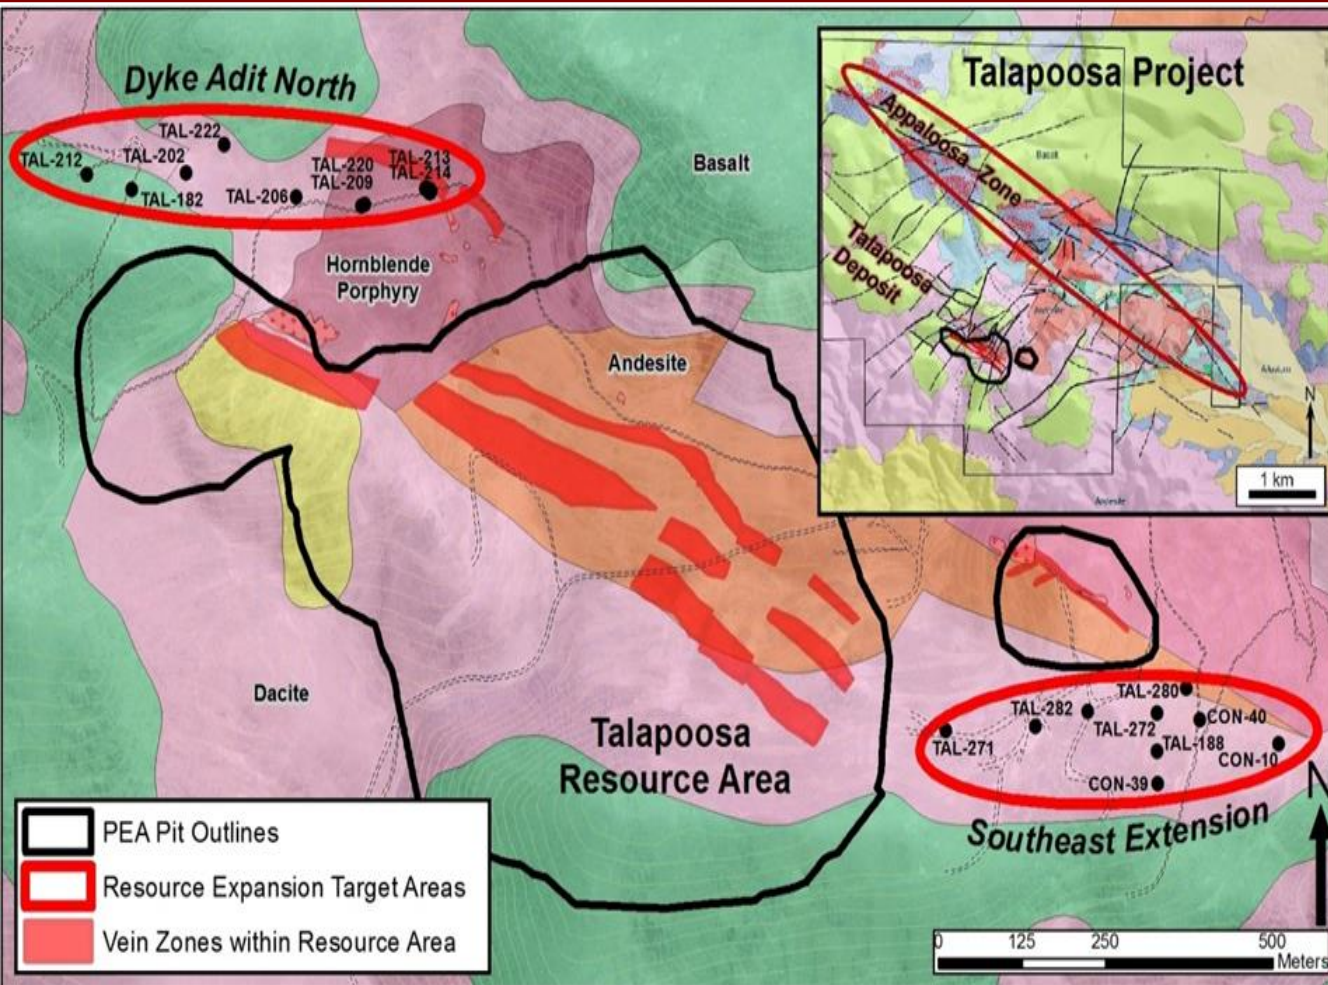 Dyke Adit North
TAL-222
TAL-212
TAL-202
TAL-182
TAL-206
TAL-220
TAL-209
TAL-213
TAL-214
Basalt
Hornblende
Porphyry
Andesite
Dacite
Talapoosa
Resource Area
Talapoosa Project
Appaloosa Zone
Basalt
Talapoosa
Deposit
Andesite
N
1 km
TAL-280
TAL-282
CON-40
TAL-272
TAL-271
TAL-188
CON-10
CON-39
Southeast Extension
N
PEA Pit Outlines
Resource Expansion Target Areas
Vein Zones within Resource Area
0 125 250 500
Meters